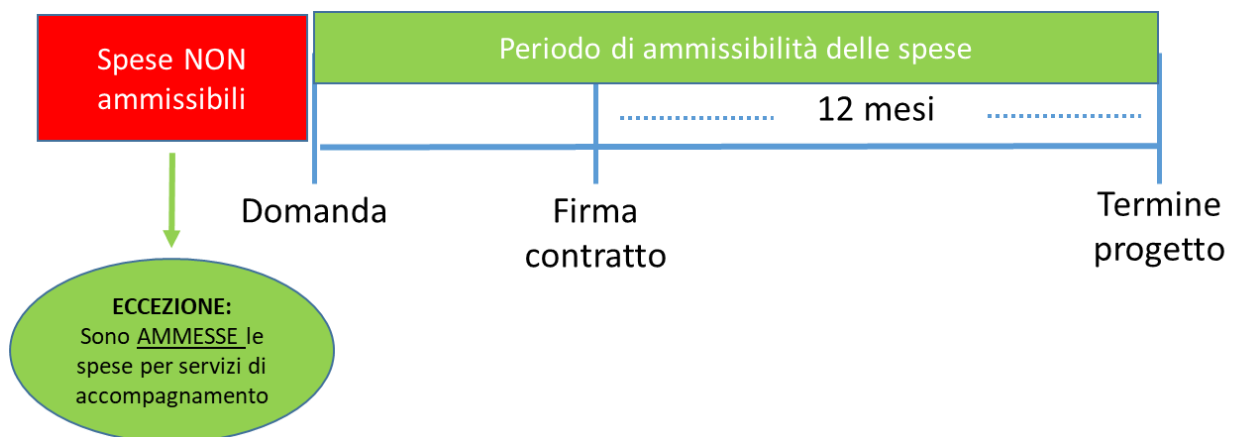 Spese NON
ammissibili
Periodo di ammissibilità delle spese
12 mesi
Domanda
Firma
contratto
Termine
progetto
ECCEZIONE:
Sono AMMESSE le
spese per servizi di
accompagnamento